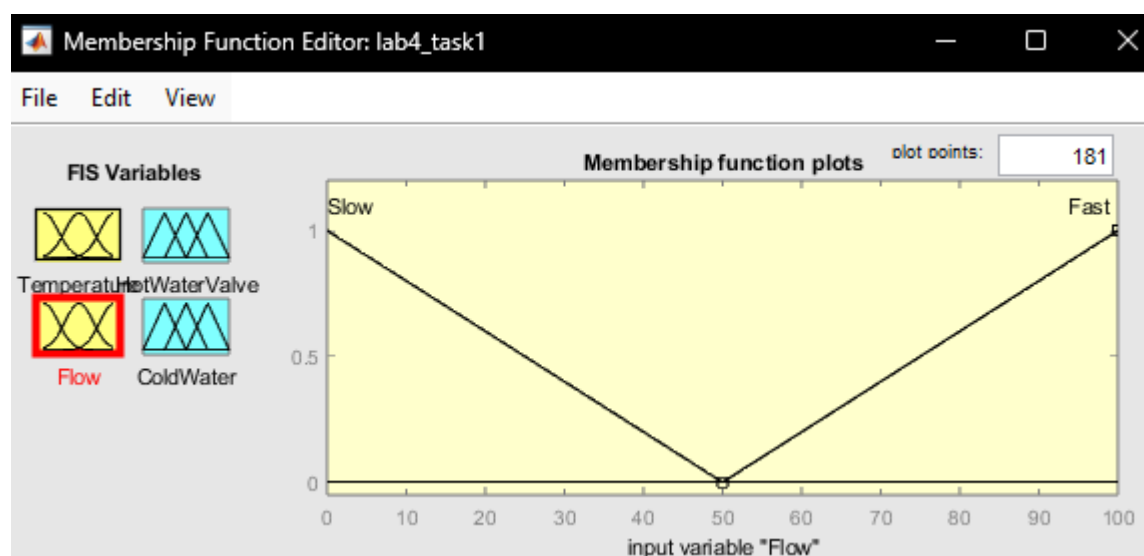 Membership Function Editor: lab4_task1
File Edit View
FIS Variables
Membership function plots
plot points: 181
Temperature
HotWaterValve
Flow
ColdWater
Slow
Fast
1
0.5
0
0 10 20 30 40 50 60 70 80 90 100
input variable "Flow"